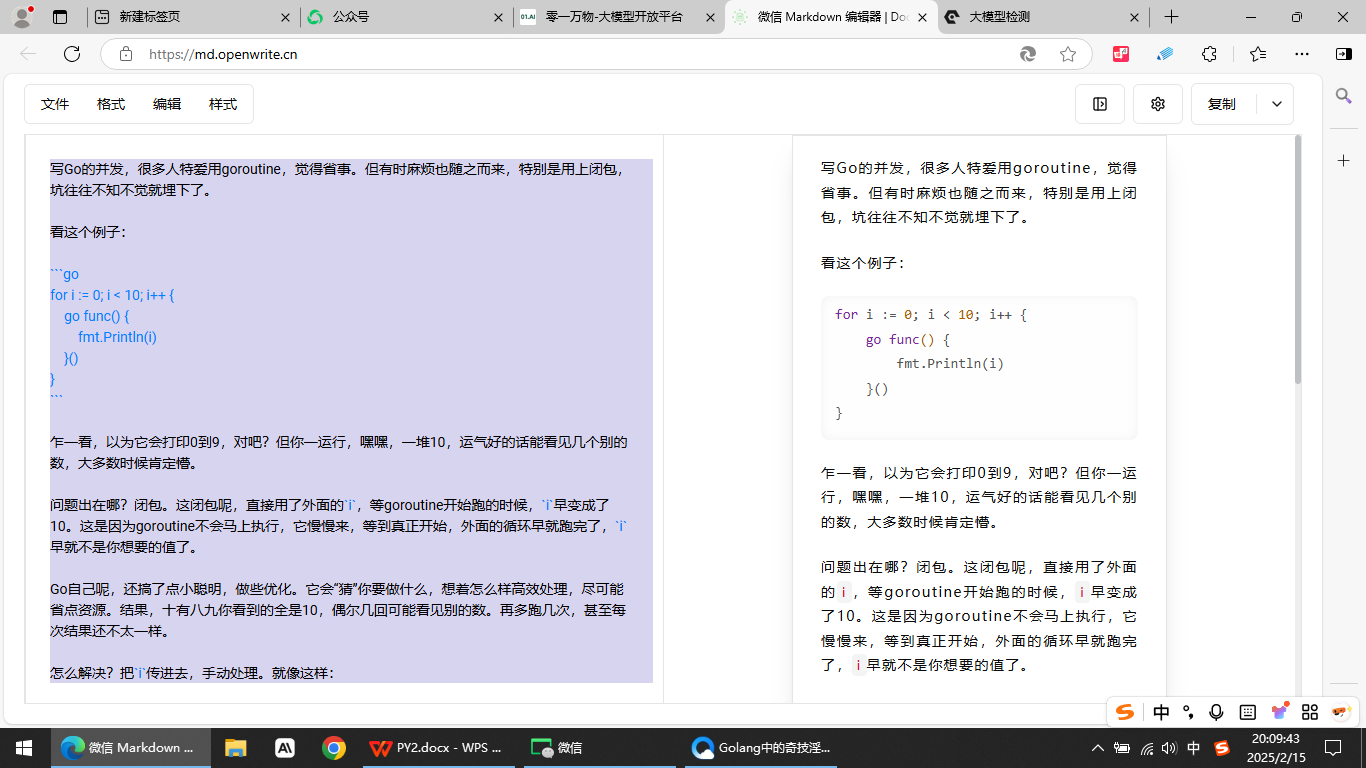 新建标签页
公众号
01.AI 零一万物-大模型开放平台
微信 Markdown 编辑器 | Do
大模型检测
https://md.openwrite.cn
文件 格式 编辑 样式
复制
写Go的并发，很多人特爱用goroutine，觉得省事。但有时麻烦也随之而来，特别是用上闭包，
坑往往不知不觉就埋下了。
看这个例子：
```go
for i := 0; i < 10; i++ {
    go func() {
        fmt.Println(i)
    }()
}
```
乍一看，以为它会打印0到9，对吧？但你一运行，嘿嘿，一堆10，运气好的话能看见几个别的
数，大多数时候肯定懵。
问题出在哪？闭包。这闭包呢，直接用了外面的`i`，等goroutine开始跑的时候，`i`早变成了
10。这是因为goroutine不会马上执行，它慢慢来，等到真正开始，外面的循环早就跑完了，`i`
早就不是你想要的值了。
Go自己呢，还搞了点小聪明，做些优化。它会“猜”你要做什么，想着怎么样高效处理，尽可能
省点资源。结果，十有八九你看到的全是10，偶尔几回可能看见别的数。再多跑几次，甚至每
次结果还不太一样。
怎么解决？把`i`传进去，手动处理。就像这样：
写Go的并发，很多人特爱用goroutine，觉得
省事。但有时麻烦也随之而来，特别是用上闭
包，坑往往不知不觉就埋下了。
看这个例子：
for i := 0; i < 10; i++ {
    go func() {
        fmt.Println(i)
    }()
}
乍一看，以为它会打印0到9，对吧？但你一运
行，嘿嘿，一堆10，运气好的话能看见几个别
的数，大多数时候肯定懵。
问题出在哪？闭包。这闭包呢，直接用了外面
的 i ，等goroutine开始跑的时候， i 早变成
了10。这是因为goroutine不会马上执行，它
慢慢来，等到真正开始，外面的循环早就跑完
了， i 早就不是你想要的值了。
中
微信 Markdown ...
PY2.docx - WPS ...
微信
Golang中的奇技淫...
中
20:09:43
2025/2/15